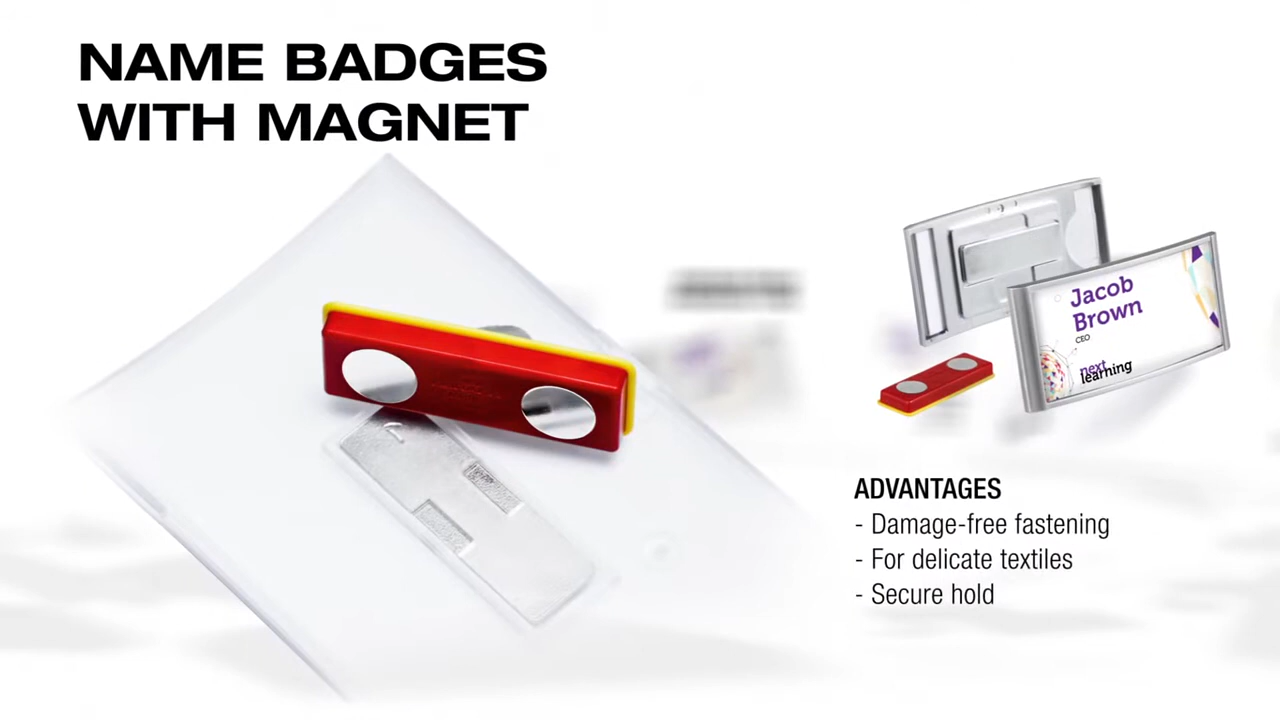 NAME BADGES
WITH MAGNET
Jacob
Brown
CEO
next
learning
ADVANTAGES
- Damage-free fastening
- For delicate textiles
- Secure hold